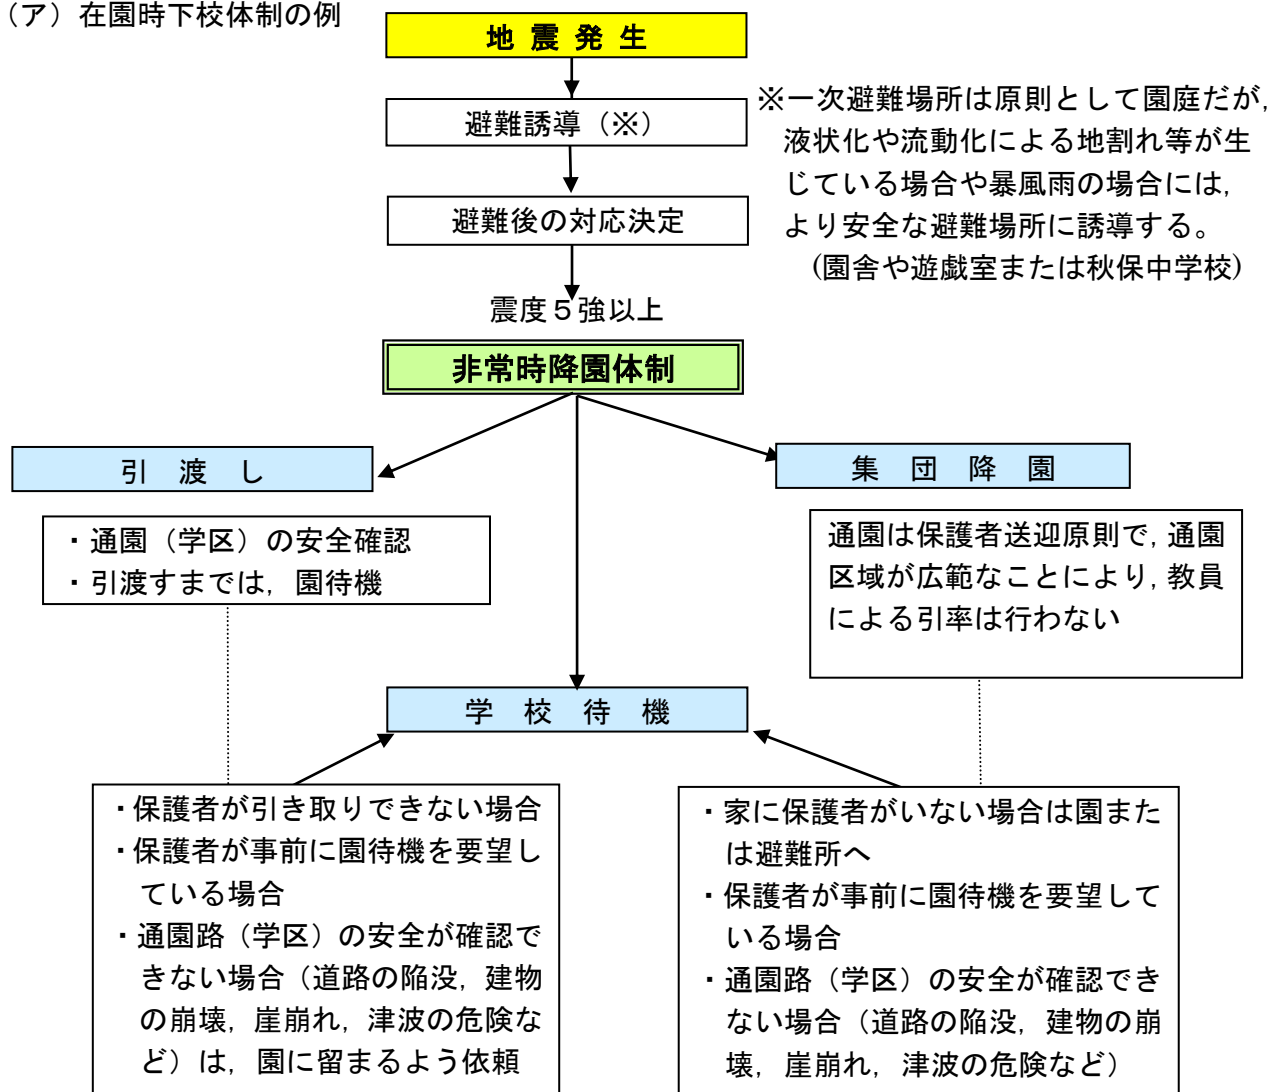 （ア）在園時下校体制の例
地 震 発 生
避難誘導（※）
※一次避難場所は原則として園庭だが,
液状化や流動化による地割れ等が生
じている場合や暴風雨の場合には,
より安全な避難場所に誘導する。
(園舎や遊戯室または秋保中学校)
避難後の対応決定
震度５強以上
非常時降園体制
引 渡 し
集 団 降 園
・通園（学区）の安全確認
・引渡すまでは, 園待機
通園は保護者送迎原則で, 通園
区域が広範なことにより, 教員
による引率は行わない
学 校 待 機
・保護者が引き取りできない場合
・保護者が事前に園待機を要望し
ている場合
・通園路（学区）の安全が確認で
きない場合（道路の陥没, 建物
の崩壊, 崖崩れ, 津波の危険な
ど）は, 園に留まるよう依頼
・家に保護者がいない場合は園また
は避難所へ
・保護者が事前に園待機を要望して
いる場合
・通園路（学区）の安全が確認でき
ない場合（道路の陥没, 建物の崩
壊, 崖崩れ, 津波の危険など）